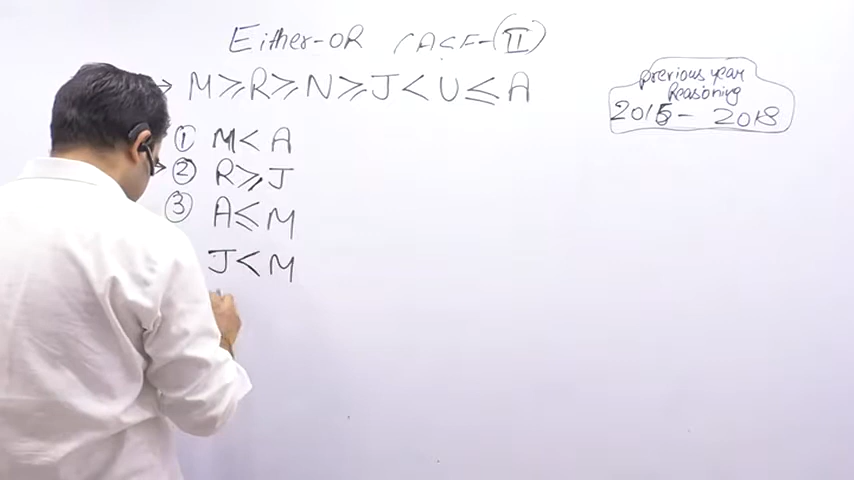 Either-OR CASE-(II)
→ M≥R≥N≥J<U≤A
previous year
Reasoning
2015- 2018
① M<A
→② R≥J
③ A≤M
J<M